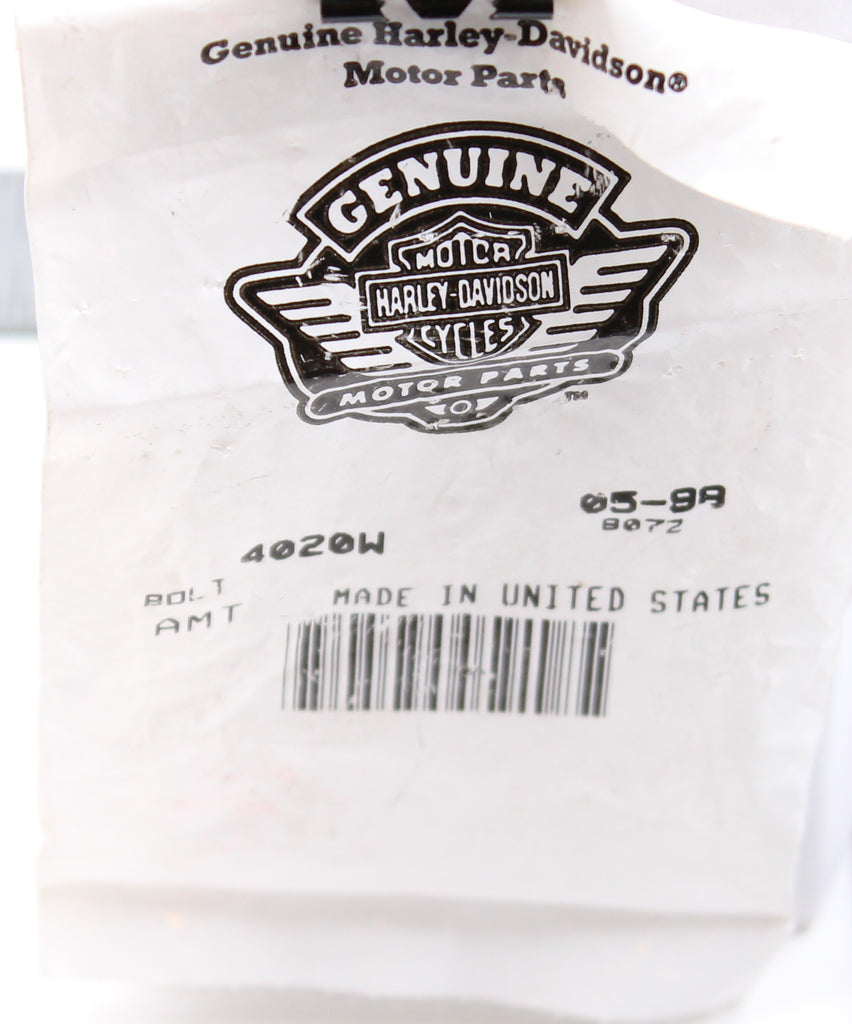 Genuine Harley-Davidson®
Motor Parts
GENUINE
MOTOR
HARLEY-DAVIDSON
CYCLES
MOTOR PARTS
TM
05-9A
8072
4020W
BOLT
MADE IN UNITED STATES
AMT